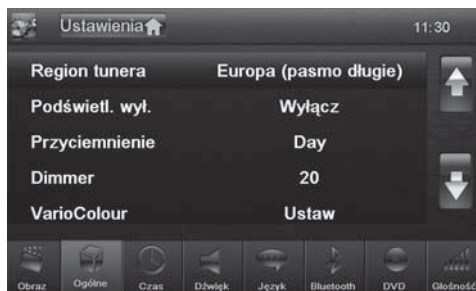 Ustawienia 11:30
Region tunera Europa (pasmo długie)
Podświetl. wył. Wyłącz
Przyciemnienie Day
Dimmer 20
VarioColour Ustaw
Obraz Ogólne Czas Dźwięk Język Bluetooth DVD Głośność